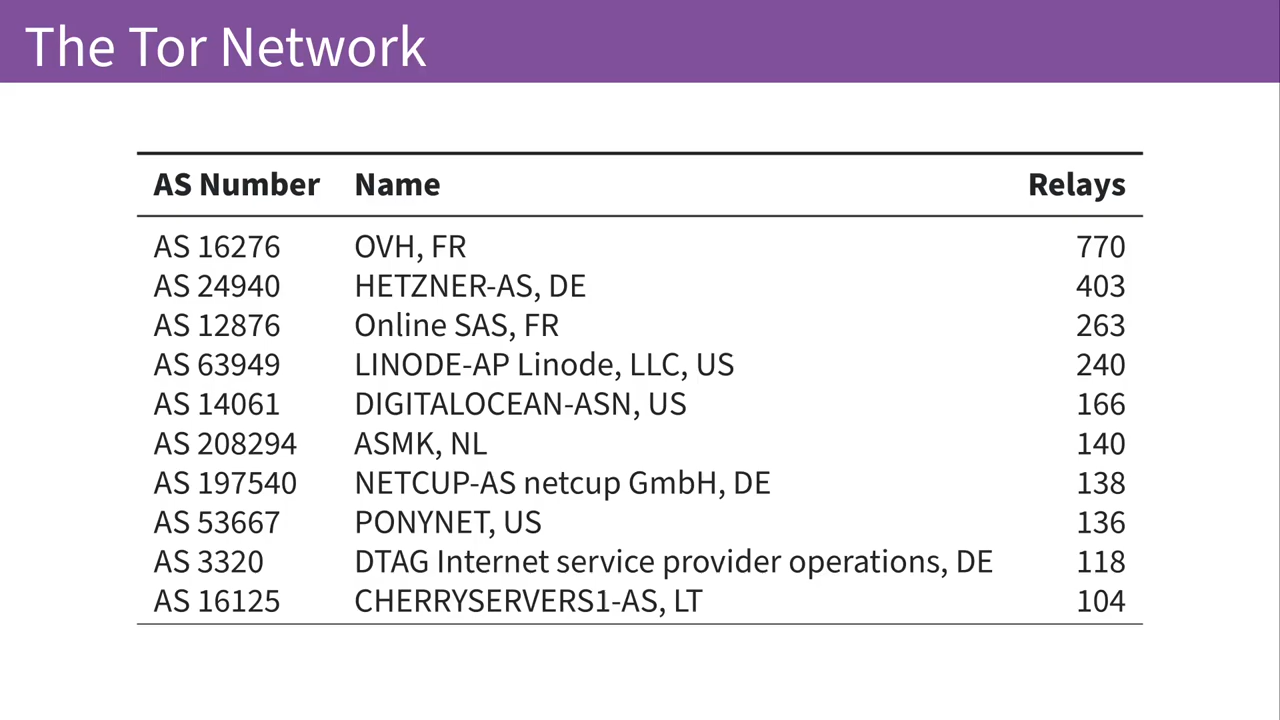 The Tor Network
AS Number Name Relays
AS 16276 OVH, FR 770
AS 24940 HETZNER-AS, DE 403
AS 12876 Online SAS, FR 263
AS 63949 LINODE-AP Linode, LLC, US 240
AS 14061 DIGITALOCEAN-ASN, US 166
AS 208294 ASMK, NL 140
AS 197540 NETCUP-AS netcup GmbH, DE 138
AS 53667 PONYNET, US 136
AS 3320 DTAG Internet service provider operations, DE 118
AS 16125 CHERRYSERVERS1-AS, LT 104